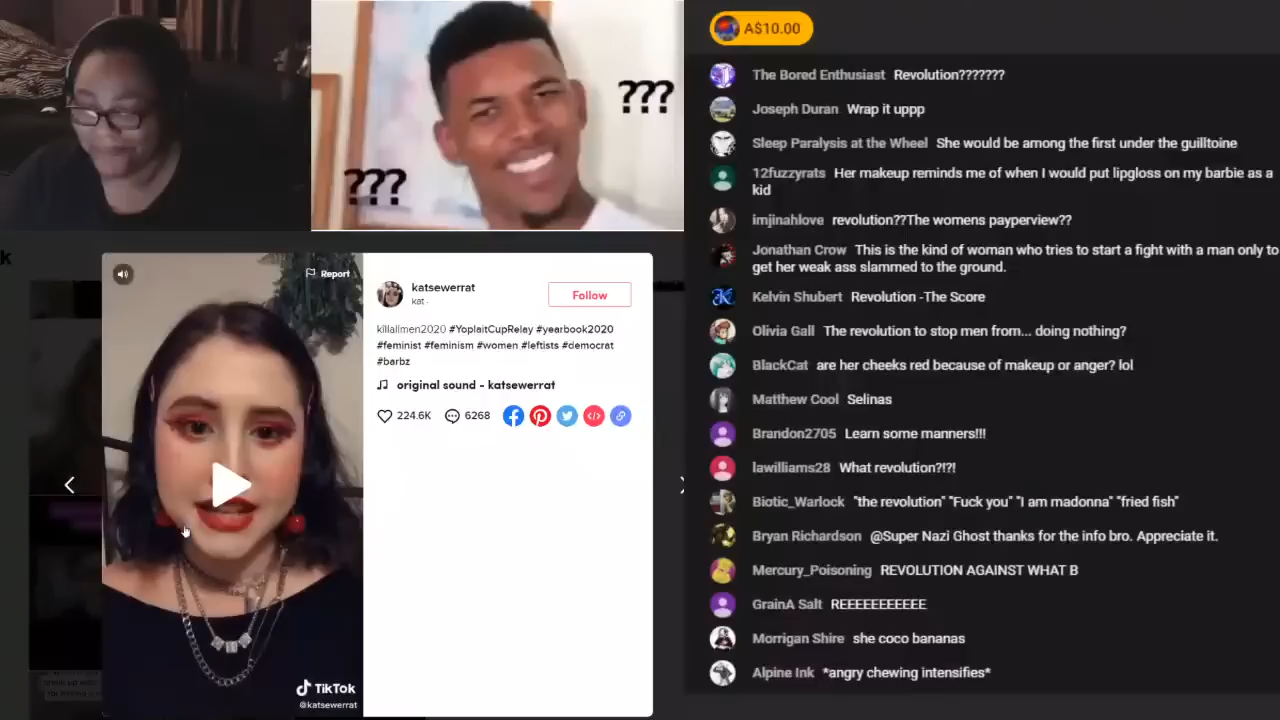 ???
???
k
Report
katsewerrat
kat ·
Follow
killallmen2020 #YoplaitCupRelay #yearbook2020
#feminist #feminism #women #leftists #democrat
#barbz
original sound - katsewerrat
224.6K
6268
TikTok
@katsewerrat
A$10.00
The Bored Enthusiast Revolution???????
Joseph Duran Wrap it uppp
Sleep Paralysis at the Wheel She would be among the first under the guilltoine
12fuzzyrats Her makeup reminds me of when I would put lipgloss on my barbie as a
kid
imjinahlove revolution??The womens payperview??
Jonathan Crow This is the kind of woman who tries to start a fight with a man only to
get her weak ass slammed to the ground.
Kelvin Shubert Revolution -The Score
Olivia Gall The revolution to stop men from... doing nothing?
BlackCat are her cheeks red because of makeup or anger? lol
Matthew Cool Selinas
Brandon2705 Learn some manners!!!
lawilliams28 What revolution?!?!
Biotic_Warlock "the revolution" "Fuck you" "I am madonna" "fried fish"
Bryan Richardson @Super Nazi Ghost thanks for the info bro. Appreciate it.
Mercury_Poisoning REVOLUTION AGAINST WHAT B
GrainA Salt REEEEEEEEEEE
Morrigan Shire she coco bananas
Alpine Ink *angry chewing intensifies*